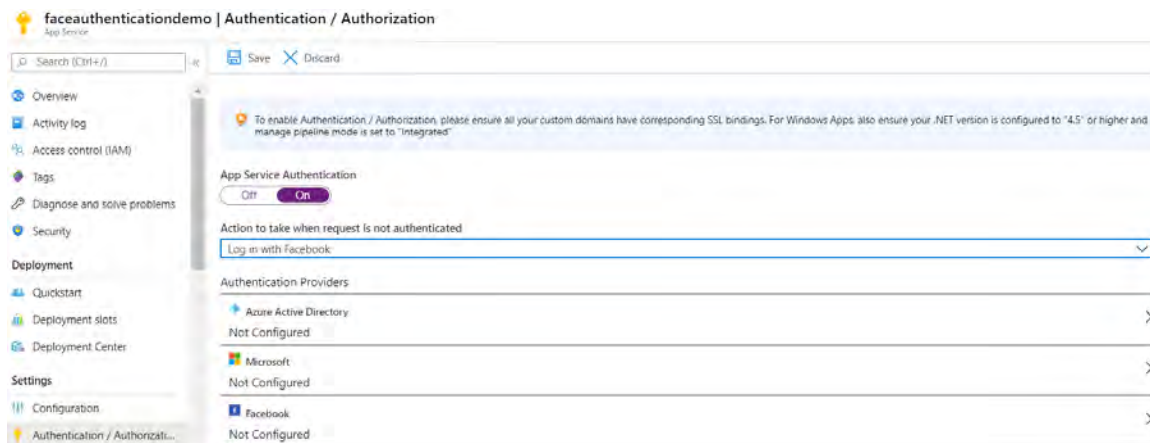 faceauthenticationdemo | Authentication / Authorization
App Service
Search (Ctrl+/)
Save
Discard
Overview
Activity log
Access control (IAM)
Tags
Diagnose and solve problems
Security
Deployment
Quickstart
Deployment slots
Deployment Center
Settings
Configuration
Authentication / Authorizati...
To enable Authentication / Authorization, please ensure all your custom domains have corresponding SSL bindings. For Windows Apps, also ensure your .NET version is configured to "4.5" or higher and
manage pipeline mode is set to "Integrated"
App Service Authentication
Off
On
Action to take when request is not authenticated
Log in with Facebook
Authentication Providers
Azure Active Directory
Not Configured
Microsoft
Not Configured
Facebook
Not Configured